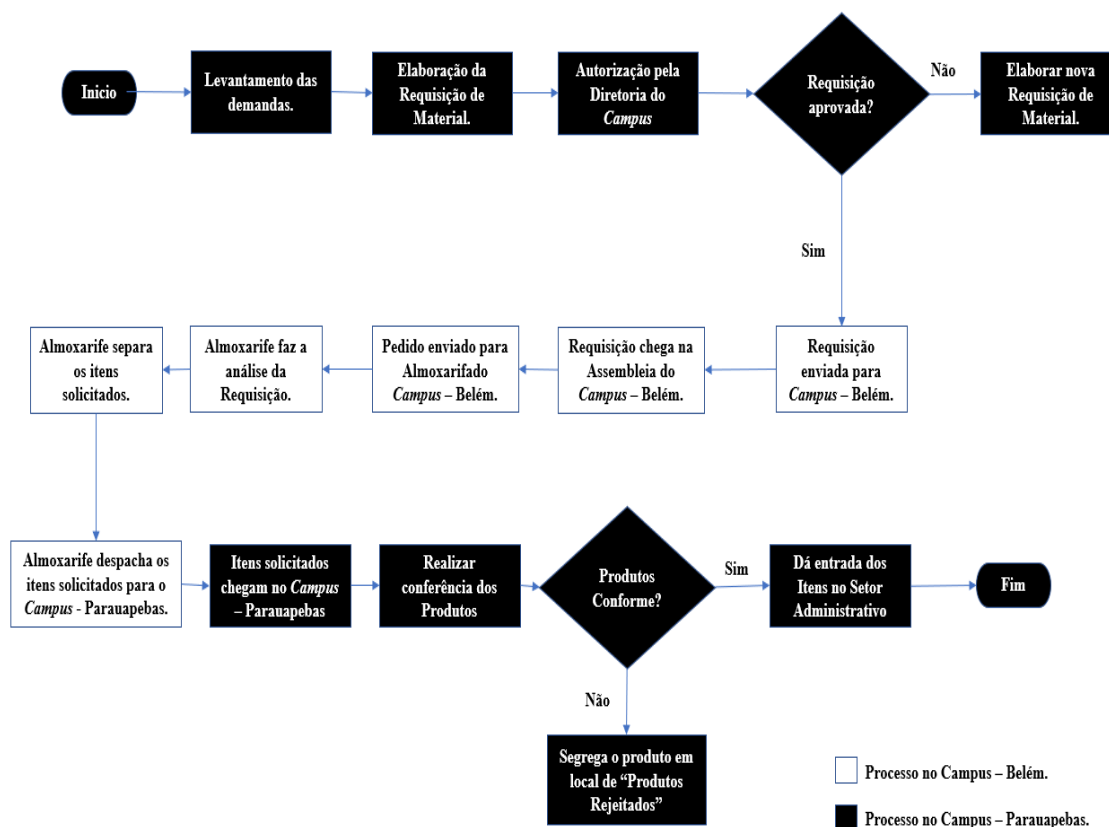 Inicio
Levantamento das
demandas.
Elaboração da
Requisição de
Material.
Autorização pela
Diretoria do
Campus
Requisição
aprovada?
Não
Elaborar nova
Requisição de
Material.
Sim
Almoxarife separa
os itens
solicitados.
Almoxarife faz a
análise da
Requisição.
Pedido enviado para
Almoxarifado
Campus – Belém.
Requisição chega na
Assembleia do
Campus – Belém.
Requisição
enviada para
Campus – Belém.
Almoxarife despacha os
itens solicitados para o
Campus - Parauapebas.
Itens solicitados
chegam no Campus
– Parauapebas
Realizar
conferência dos
Produtos
Produtos
Conforme?
Sim
Dá entrada dos
Itens no Setor
Administrativo
Fim
Não
Segrega o produto em
local de “Produtos
Rejeitados”
Processo no Campus – Belém.
Processo no Campus – Parauapebas.